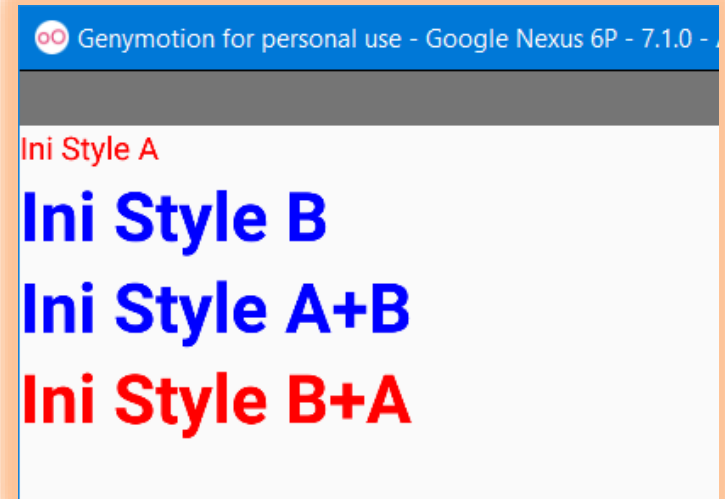 Genymotion for personal use - Google Nexus 6P - 7.1.0 -
Ini Style A
Ini Style B
Ini Style A+B
Ini Style B+A